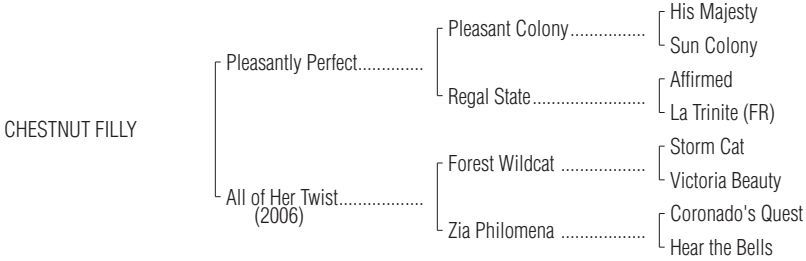 His Majesty
Pleasant Colony................
Sun Colony
Pleasantly Perfect..............
Affirmed
Regal State........................
La Trinite (FR)
CHESTNUT FILLY
Storm Cat
Forest Wildcat ..................
Victoria Beauty
All of Her Twist..................
(2006)
Coronado's Quest
Zia Philomena ..................
Hear the Bells